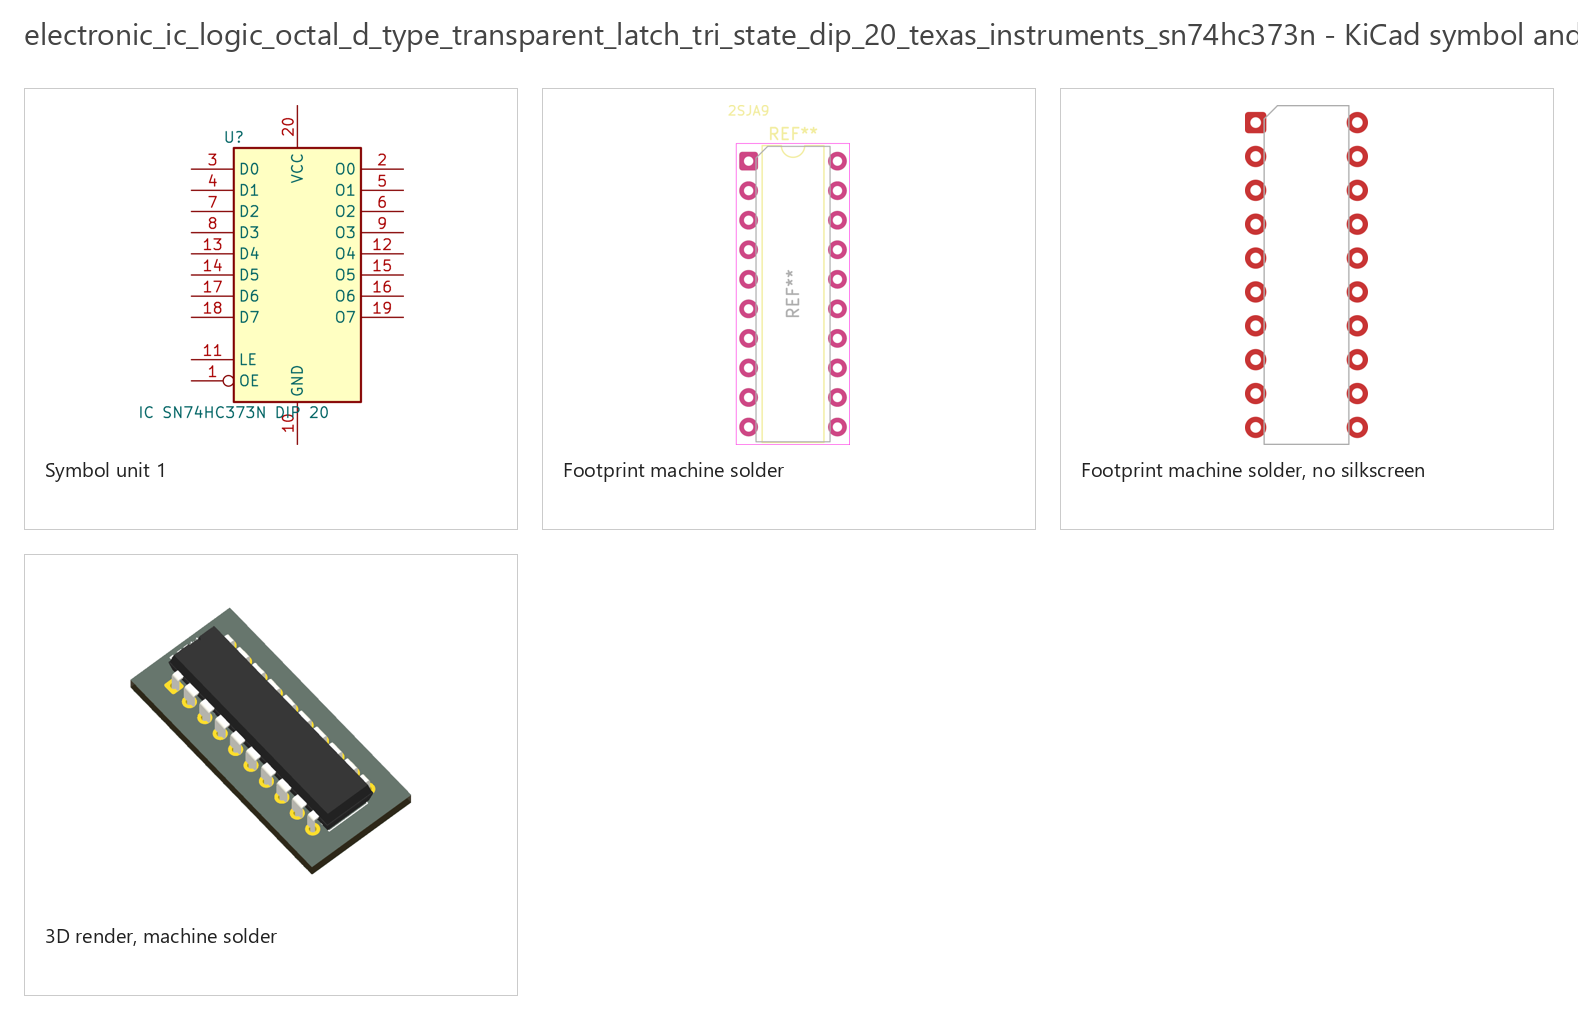 electronic_ic_logic_octal_d_type_transparent_latch_tri_state_dip_20_texas_instruments_sn74hc373n - KiCad symbol and
U?
20
VCC
3 D0 O0 2
4 D1 O1 5
7 D2 O2 6
8 D3 O3 9
13 D4 O4 12
14 D5 O5 15
17 D6 O6 16
18 D7 O7 19
11 LE
1 OE
GND
10
IC SN74HC373N DIP 20
Symbol unit 1
2SJA9
REF**
REF**
Footprint machine solder
Footprint machine solder, no silkscreen
3D render, machine solder